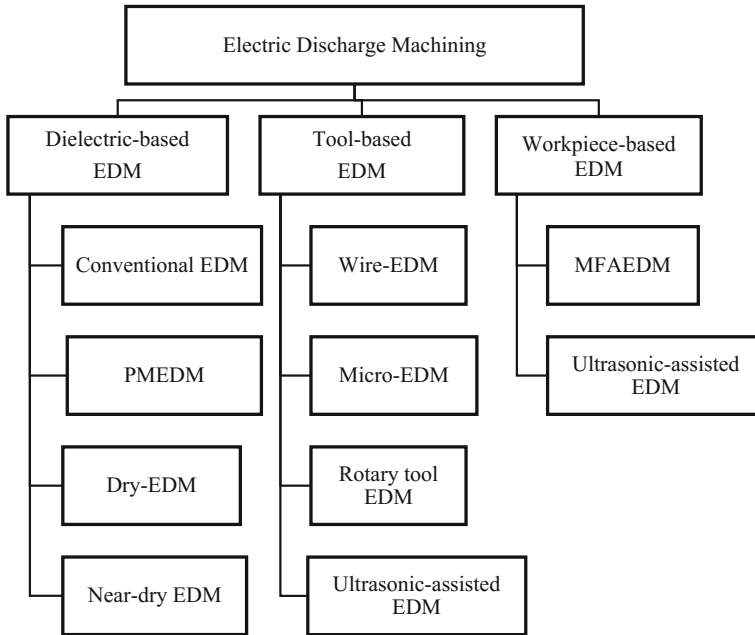 Electric Discharge Machining
Dielectric-based
EDM
Tool-based
EDM
Workpiece-based
EDM
Conventional EDM
PMEDM
Dry-EDM
Near-dry EDM
Wire-EDM
Micro-EDM
Rotary tool
EDM
Ultrasonic-assisted
EDM
MFAEDM
Ultrasonic-assisted
EDM